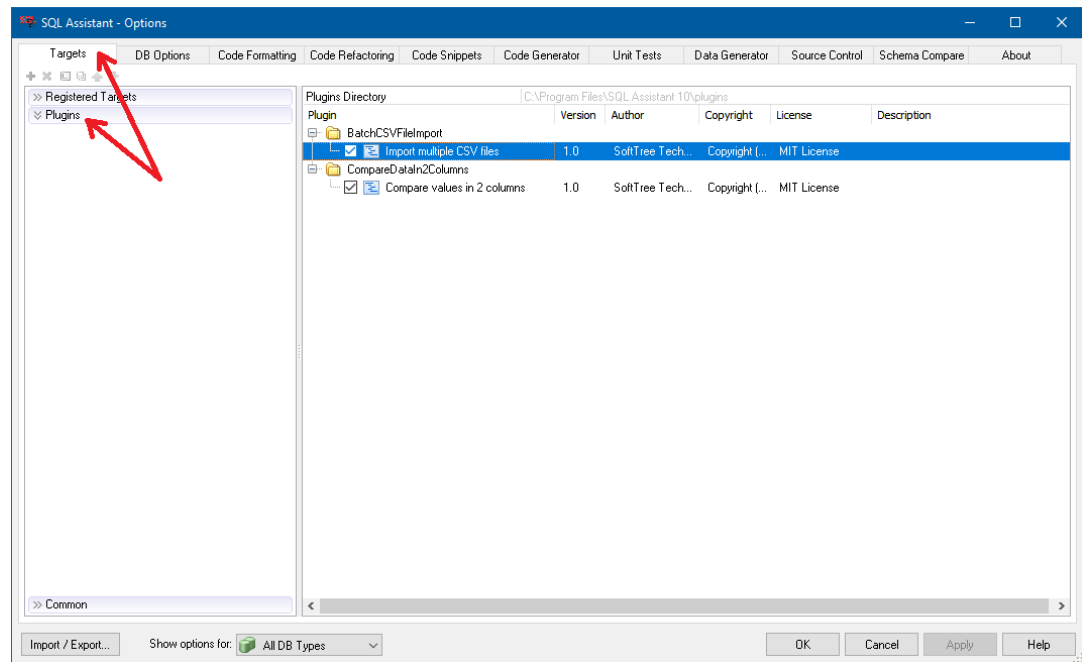 SQL Assistant - Options
Targets DB Options Code Formatting Code Refactoring Code Snippets Code Generator Unit Tests Data Generator Source Control Schema Compare About
Registered Targets
Plugins Directory C:\Program Files\SQL Assistant 10\plugins
Plugins
Plugin Version Author Copyright License Description
BatchCSVFileImport
Import multiple CSV files 1.0 SoftTree Tech... Copyright (... MIT License
CompareDataIn2Columns
Compare values in 2 columns 1.0 SoftTree Tech... Copyright (... MIT License
Common
Import / Export... Show options for: All DB Types OK Cancel Apply Help